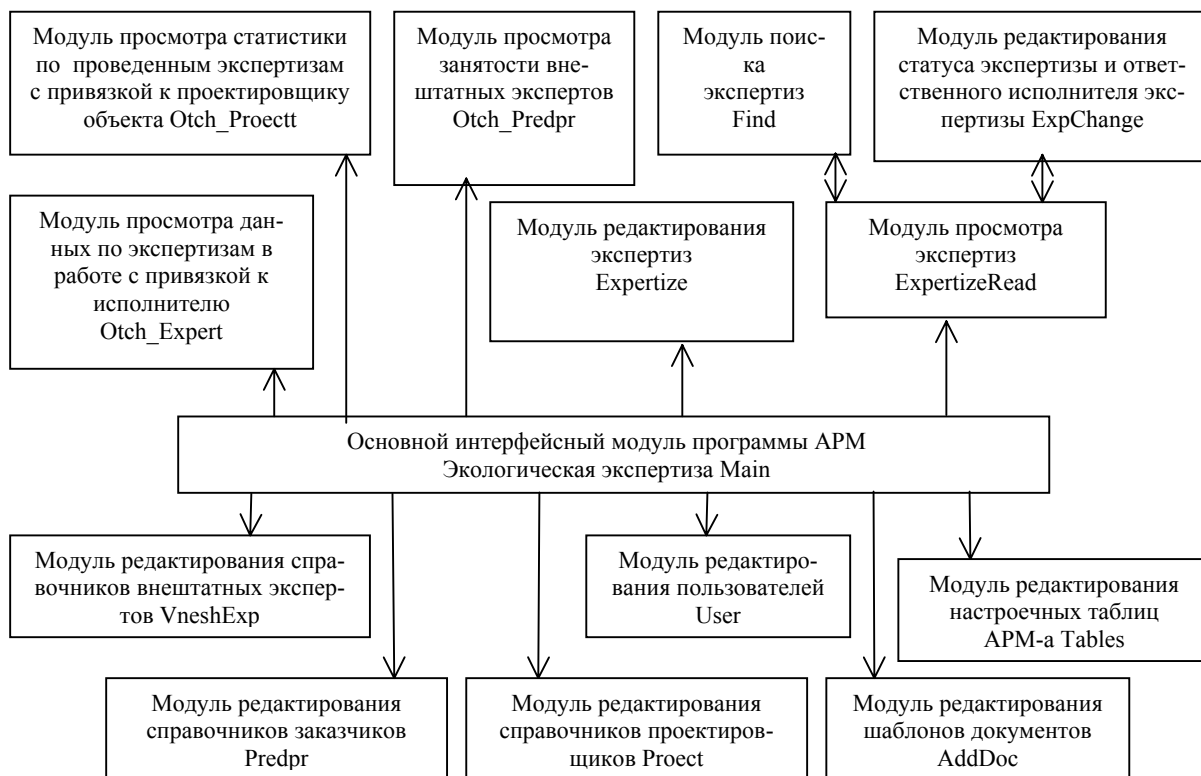 Модуль просмотра статистики
по проведенным экспертизам
с привязкой к проектировщику
объекта Otch_Proectt
Модуль просмотра
занятости вне-
штатных экспертов
Otch_Predpr
Модуль поис-
ка
экспертиз
Find
Модуль редактирования
статуса экспертизы и ответ-
ственного исполнителя экс-
пертизы ExpChange
Модуль просмотра дан-
ных по экспертизам в
работе с привязкой к
исполнителю
Otch_Expert
Модуль редактирования
экспертиз
Expertize
Модуль просмотра
экспертиз
ExpertizeRead
Основной интерфейсный модуль программы АРМ
Экологическая экспертиза Main
Модуль редактирования спра-
вочников внештатных экспер-
тов VneshExp
Модуль редактиро-
вания пользователей
User
Модуль редактирования
настроечных таблиц
АРМ-а Tables
Модуль редактирования
справочников заказчиков
Predpr
Модуль редактирования
справочников проектиров-
щиков Proect
Модуль редактирования
шаблонов документов
AddDoc